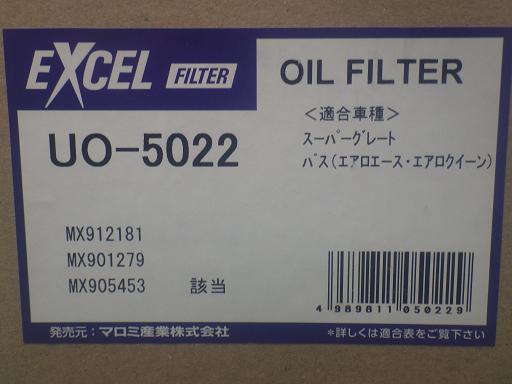 EXCEL FILTER
OIL FILTER
UO-5022
<適合車種>
スーパーグレート
バス(エアロエース・エアロクイーン)
MX912181
MX901279
MX905453 該当
4 989811 050229
発売元:マロミ産業株式会社
*詳しくは適合表をご覧下さい